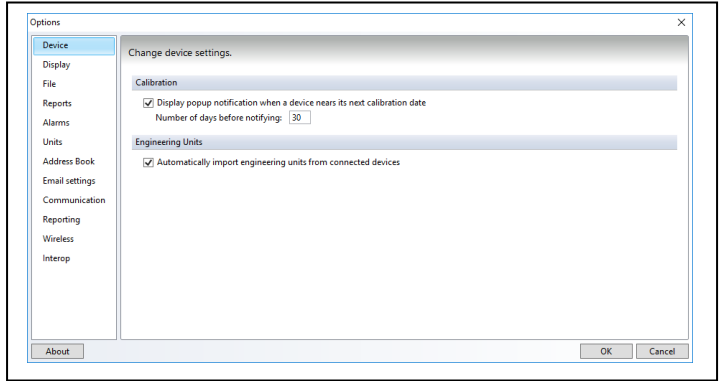 Options
Device
Display
File
Reports
Alarms
Units
Address Book
Email settings
Communication
Reporting
Wireless
Interop
Change device settings.
Calibration
Display popup notification when a device nears its next calibration date
Number of days before notifying: 30
Engineering Units
Automatically import engineering units from connected devices
About
OK
Cancel